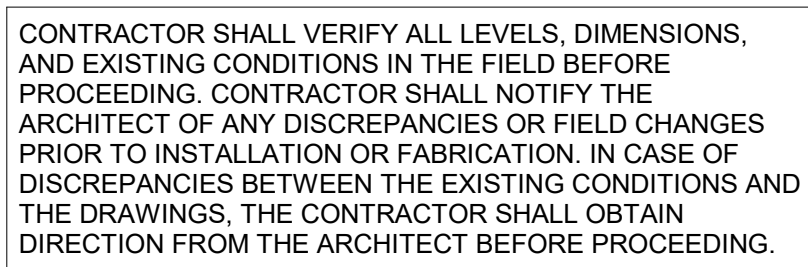 CONTRACTOR SHALL VERIFY ALL LEVELS, DIMENSIONS,
AND EXISTING CONDITIONS IN THE FIELD BEFORE
PROCEEDING. CONTRACTOR SHALL NOTIFY THE
ARCHITECT OF ANY DISCREPANCIES OR FIELD CHANGES
PRIOR TO INSTALLATION OR FABRICATION. IN CASE OF
DISCREPANCIES BETWEEN THE EXISTING CONDITIONS AND
THE DRAWINGS, THE CONTRACTOR SHALL OBTAIN
DIRECTION FROM THE ARCHITECT BEFORE PROCEEDING.